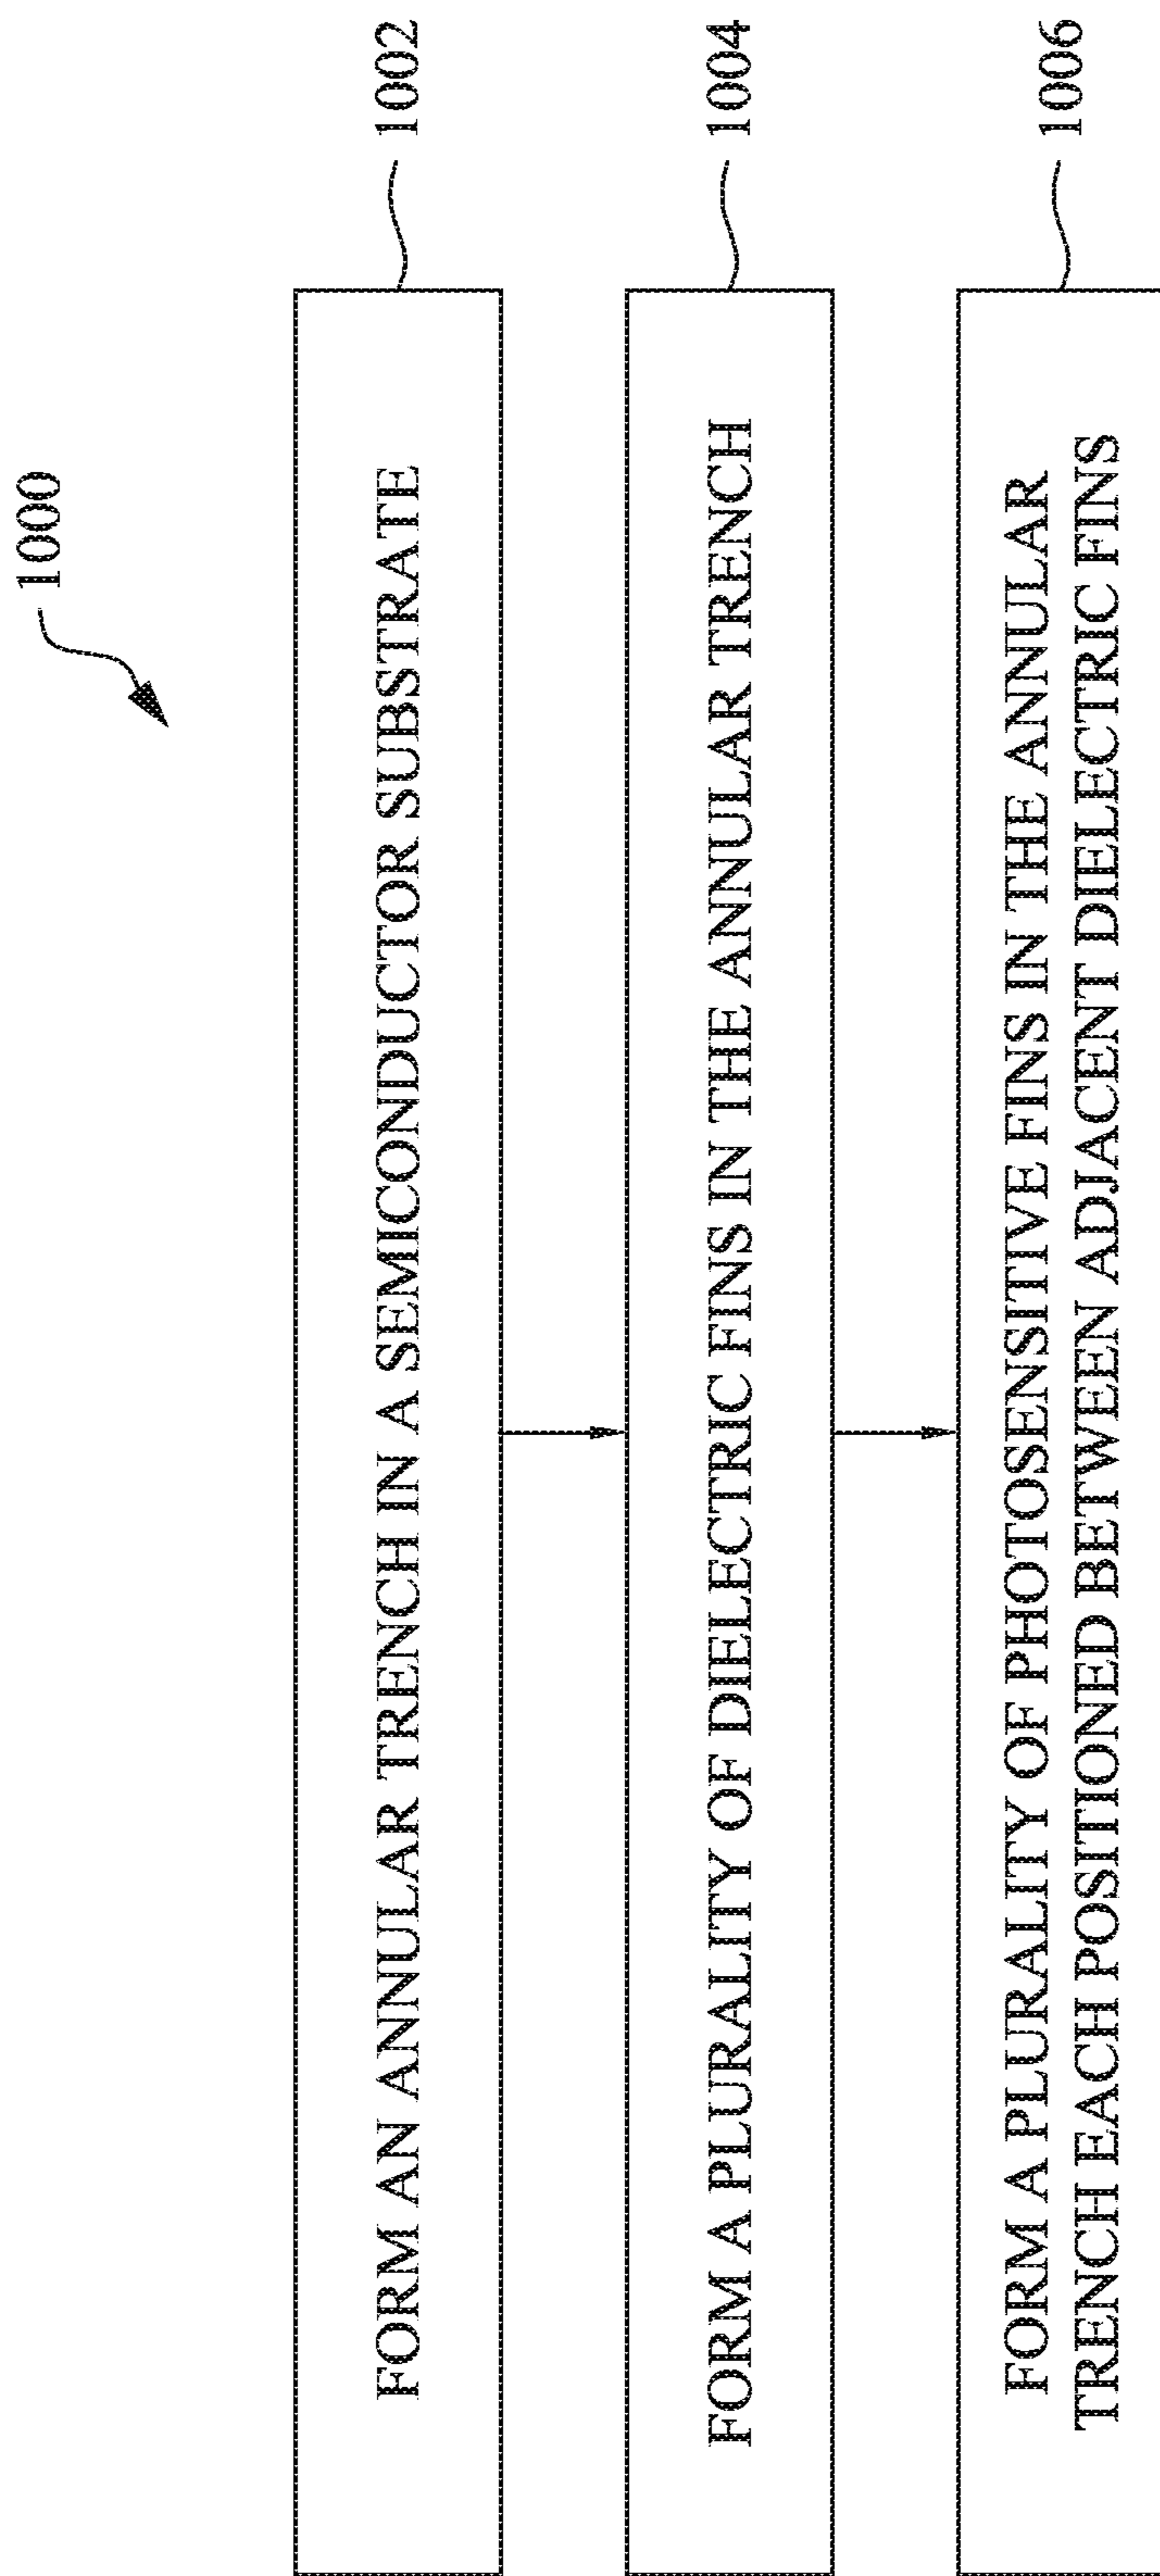 1000
FORM AN ANNULAR TRENCH IN A SEMICONDUCTOR SUBSTRATE
1002
FORM A PLURALITY OF DIELECTRIC FINS IN THE ANNULAR TRENCH
1004
FORM A PLURALITY OF PHOTOSENSITIVE FINS IN THE ANNULAR
TRENCH EACH POSITIONED BETWEEN ADJACENT DIELECTRIC FINS
1006